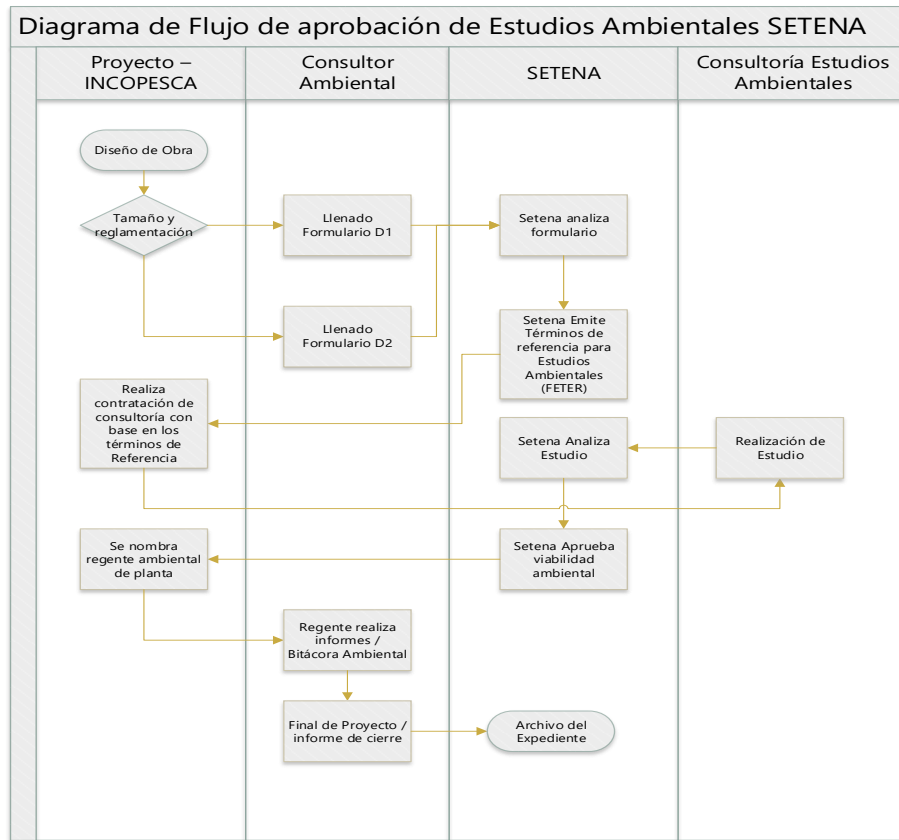 Diagrama de Flujo de aprobación de Estudios Ambientales SETENA
Proyecto –
INCOPESCA
Consultor
Ambiental
SETENA
Consultoría Estudios
Ambientales
Diseño de Obra
Tamaño y
reglamentación
Llenado
Formulario D1
Setena analiza
formulario
Llenado
Formulario D2
Setena Emite
Términos de
referencia para
Estudios
Ambientales
(FETER)
Realiza
contratación de
consultoría con
base en los
términos de
Referencia
Setena Analiza
Estudio
Realización de
Estudio
Se nombra
regente ambiental
de planta
Setena Aprueba
viabilidad
ambiental
Regente realiza
informes /
Bitácora Ambiental
Final de Proyecto /
informe de cierre
Archivo del
Expediente